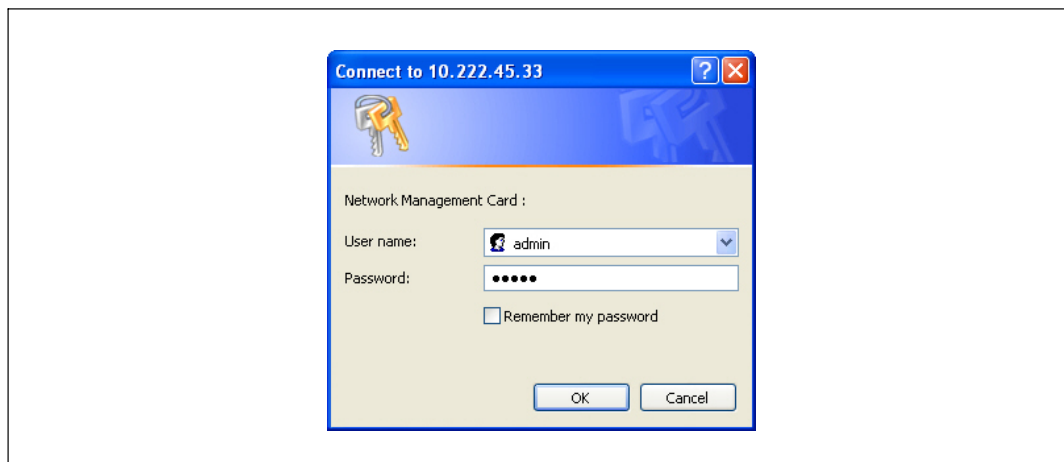 Connect to 10.222.45.33
Network Management Card :
User name:
admin
Password:
•••••
Remember my password
OK
Cancel